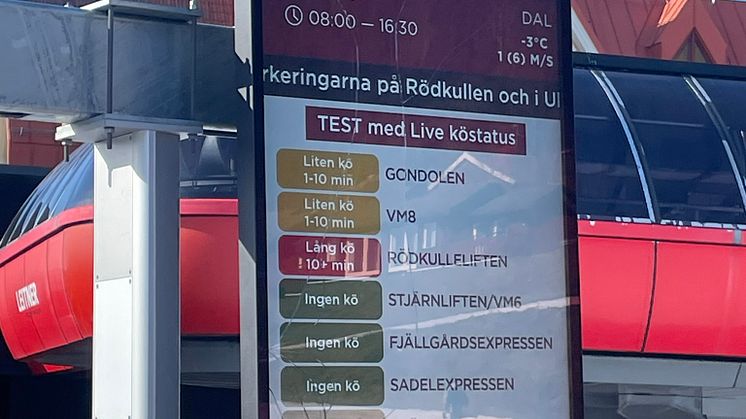 08:00 — 16:30
DAL
-3°C
1 (6) M/S
rkeringarna på Rödkullen och i Ul
TEST med Live köstatus
Liten kö
1-10 min
GONDOLEN
Liten kö
1-10 min
VM8
Lång kö
10+ min
RÖDKULLELIFTEN
Ingen kö
STJÄRNLIFTEN/VM6
Ingen kö
FJÄLLGÅRDSEXPRESSEN
Ingen kö
SADELEXPRESSEN
LEITNER